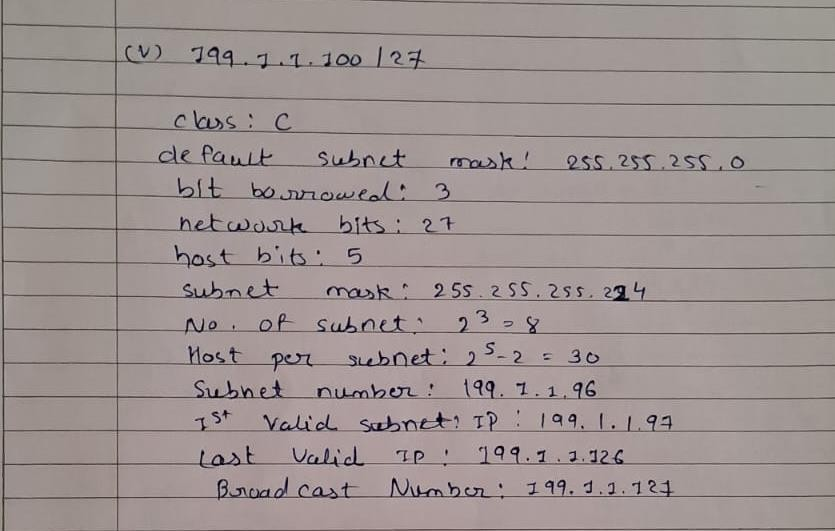 (V) 199.1.1.100 / 27
class: C
default subnet mask: 255.255.255.0
bit borrowed: 3
network bits: 27
host bits: 5
subnet mask: 255.255.255.224
No. of subnet: 2³ = 8
Host per subnet: 2⁵-2 = 30
Subnet number: 199.1.1.96
1st Valid subnet: IP: 199.1.1.97
Last Valid IP: 199.1.1.126
Broadcast Number: 199.1.1.127